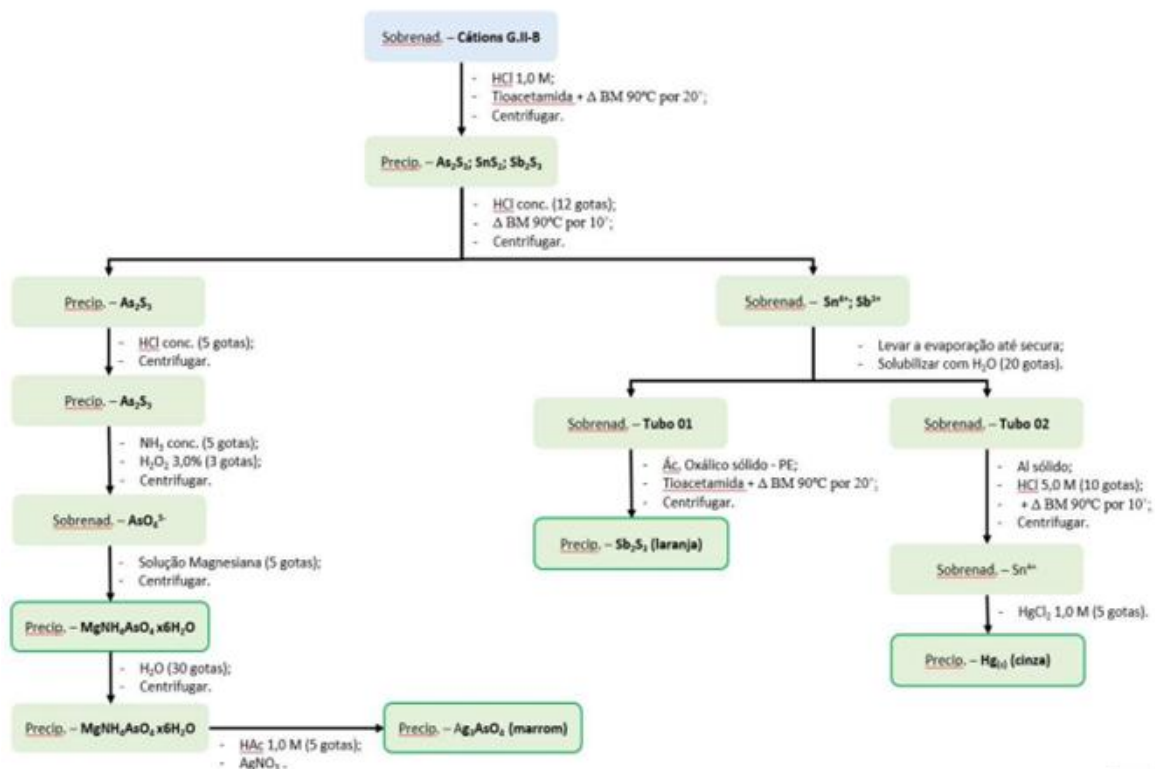 Sobrenad. – Cátions G.II-B
- HCl 1,0 M;
- Tioacetamida + Δ BM 90ºC por 20';
- Centrifugar.
Precip. – As₂S₃; SnS₂; Sb₂S₃
- HCl conc. (12 gotas);
- Δ BM 90ºC por 10';
- Centrifugar.
Precip. – As₂S₃
Sobrenad. – Sn⁴⁺; Sb³⁺
- HCl conc. (5 gotas);
- Centrifugar.
- Levar a evaporação até secura;
- Solubilizar com H₂O (20 gotas).
Precip. – As₂S₃
Sobrenad. – Tubo 01
Sobrenad. – Tubo 02
- NH₃ conc. (5 gotas);
- H₂O₂ 3,0% (3 gotas);
- Centrifugar.
- Ác. Oxálico sólido - PE;
- Tioacetamida + Δ BM 90ºC por 20';
- Centrifugar.
- Al sólido;
- HCl 5,0 M (10 gotas);
- + Δ BM 90ºC por 10';
- Centrifugar.
Sobrenad. –
Precip. – Sb₂S₃ (laranja)
- Solução Magnesiana (5 gotas);
- Centrifugar.
Sobrenad. – Sn⁴⁺
Precip. – MgNH₄AsO₄ x6H₂O
- HgCl₂ 1,0 M (5 gotas).
- H₂O (30 gotas);
- Centrifugar.
Precip. – Hg₍ₛ₎ (cinza)
Precip. – MgNH₄AsO₄ x6H₂O
Precip. – Ag₃AsO₄ (marrom)
- HAc 1,0 M (5 gotas);
- AgNO₃ .